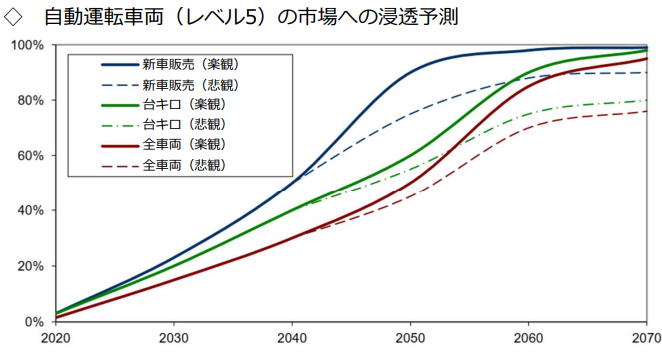 ◇ 自動運転車両（レベル5）の市場への浸透予測
100%
80%
60%
40%
20%
0%
新車販売（楽観）
新車販売（悲観）
台キロ（楽観）
台キロ（悲観）
全車両（楽観）
全車両（悲観）
2020 2030 2040 2050 2060 2070